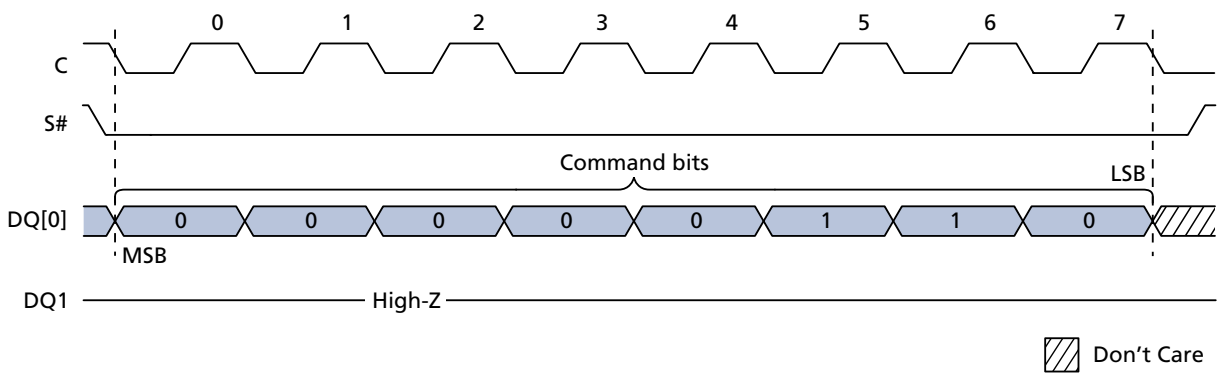 0 1 2 3 4 5 6 7
C
S#
Command bits
LSB
DQ[0] 0 0 0 0 0 1 1 0
MSB
DQ1 High-Z
Don't Care